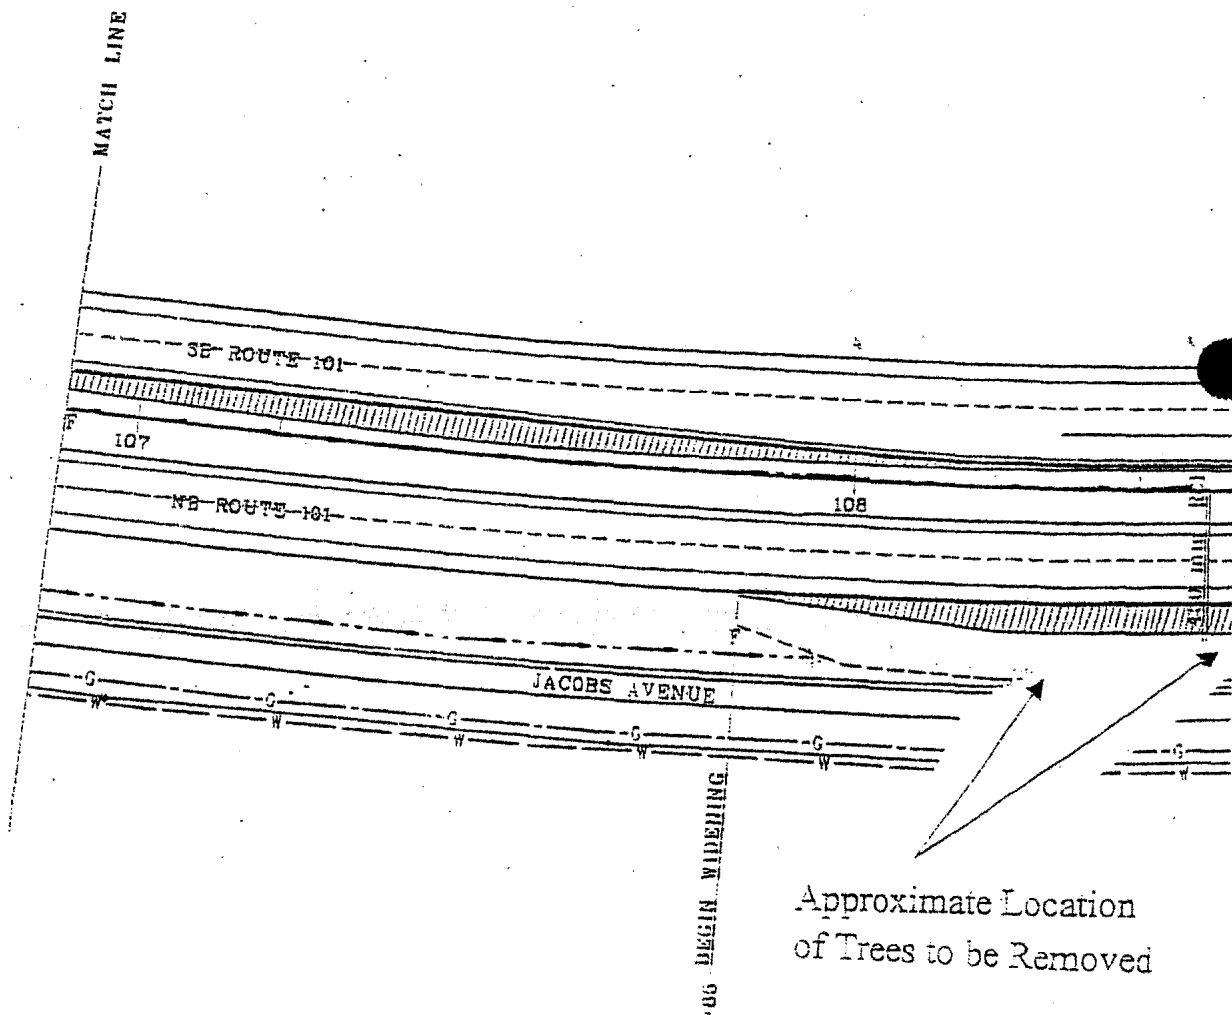 MATCH LINE
SB ROUTE 101
F
107
108
NB ROUTE 101
F
JACOBS AVENUE
G G G G G G
W W W W W W
BEGIN WIDENING
Approximate Location
of Trees to be Removed